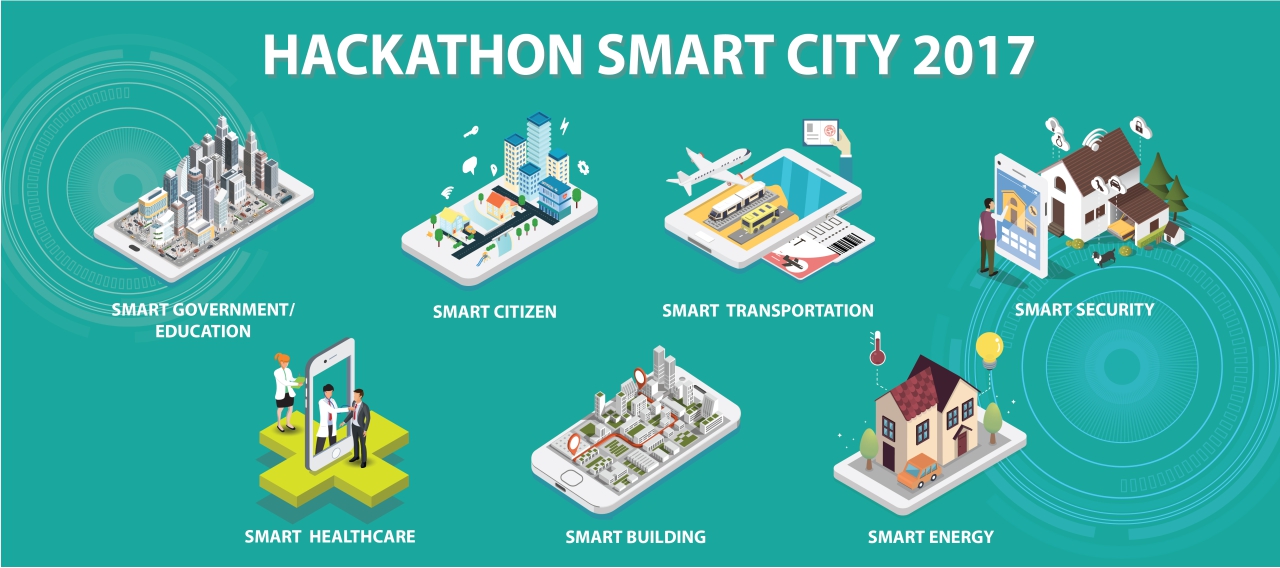 HACKATHON SMART CITY 2017
SMART GOVERNMENT/
EDUCATION
SMART CITIZEN
SMART TRANSPORTATION
SMART SECURITY
SMART HEALTHCARE
SMART BUILDING
SMART ENERGY